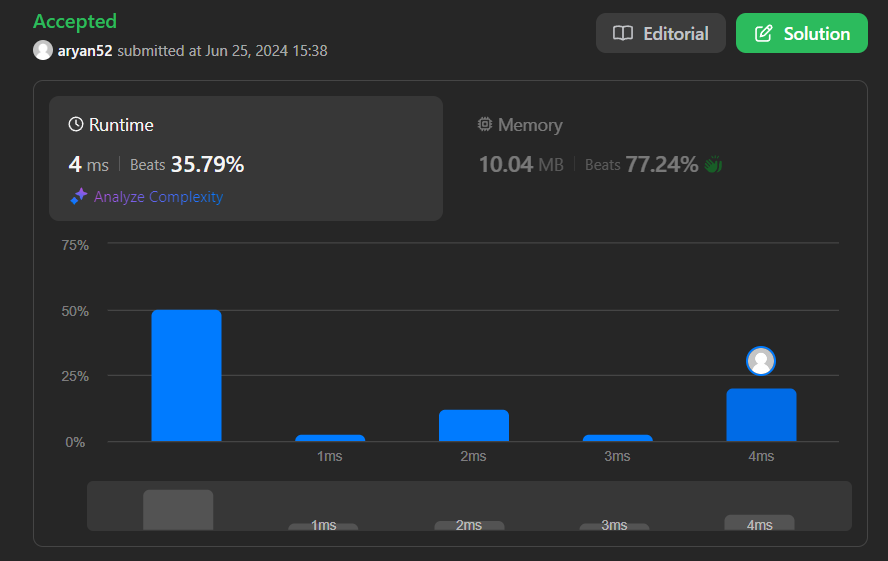 Accepted
aryan52 submitted at Jun 25, 2024 15:38
Editorial
Solution
Runtime
4 ms | Beats 35.79%
Analyze Complexity
Memory
10.04 MB | Beats 77.24%
75%
50%
25%
0%
1ms 2ms 3ms 4ms
1ms 2ms 3ms 4ms